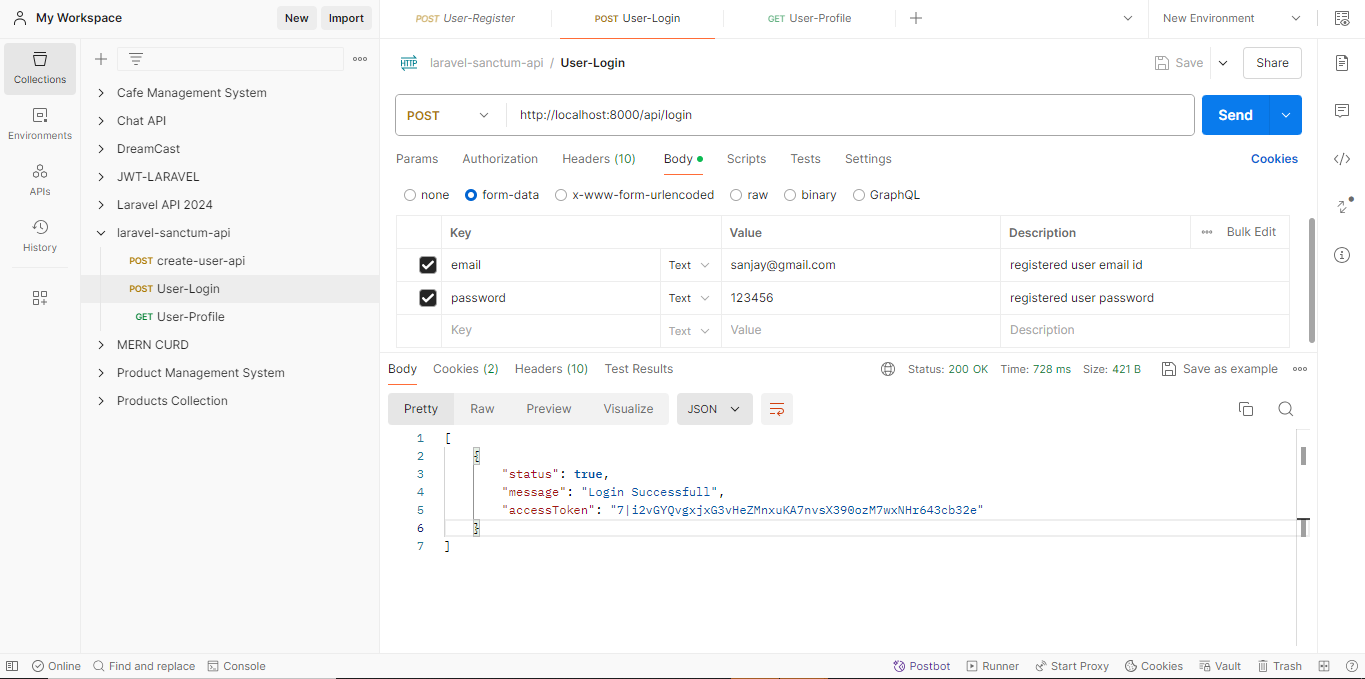 My Workspace
New
Import
POST User-Register
POST User-Login
GET User-Profile
New Environment
Collections
Environments
APIs
History
Cafe Management System
Chat API
DreamCast
JWT-LARAVEL
Laravel API 2024
laravel-sanctum-api
POST create-user-api
POST User-Login
GET User-Profile
MERN CURD
Product Management System
Products Collection
HTTP laravel-sanctum-api / User-Login
Save
Share
POST http://localhost:8000/api/login
Send
Params Authorization Headers (10) Body Scripts Tests Settings
Cookies
none form-data x-www-form-urlencoded raw binary GraphQL
Key Value Description Bulk Edit
email Text sanjay@gmail.com registered user email id
password Text 123456 registered user password
Key Text Value Description
Body Cookies (2) Headers (10) Test Results
Status: 200 OK Time: 728 ms Size: 421 B Save as example
Pretty Raw Preview Visualize JSON
1 [
2 {
3 "status": true,
4 "message": "Login Successfull",
5 "accessToken": "7|i2vGYQvgxjxG3vHeZMnxuKA7nvsX390ozM7wxNHr643cb32e"
6 }
7 ]
Online Find and replace Console
Postbot Runner Start Proxy Cookies Vault Trash